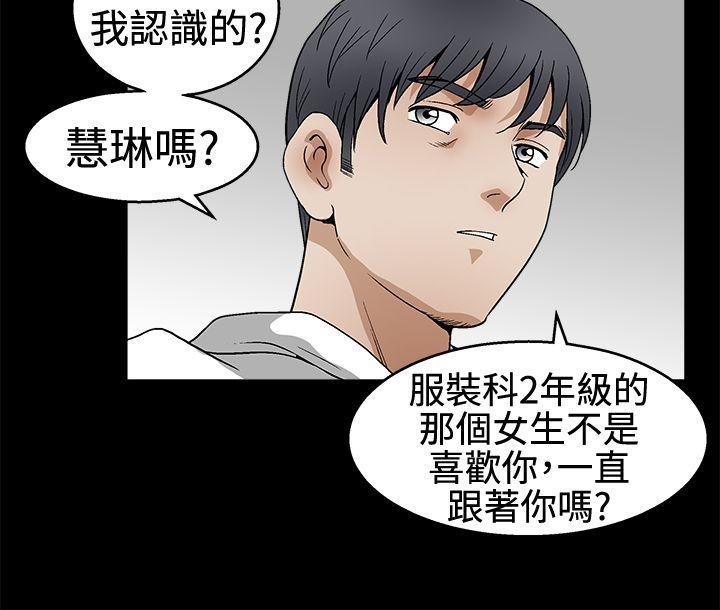 我認識的?
慧琳嗎?
服裝科2年級的
那個女生不是
喜歡你,一直
跟著你嗎?